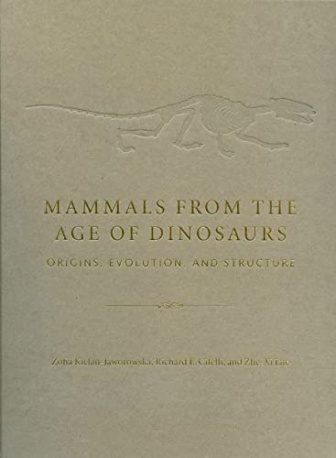 MAMMALS FROM THE
AGE OF DINOSAURS
ORIGINS, EVOLUTION, AND STRUCTURE
Zofia Kielan-Jaworowska, Richard L. Cifelli, and Zhe-Xi Luo